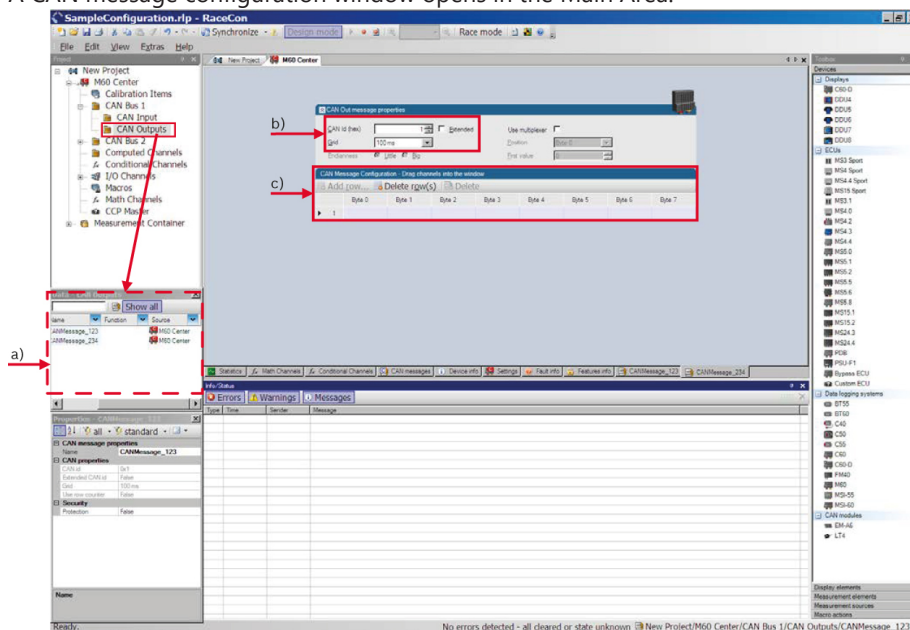 A CAN message configuration window opens in the Main Area.
SampleConfiguration.rlp - RaceCon
Synchronize
Design mode
Race mode
File Edit View Extras Help
Project
New Project
M60 Center
Calibration Items
CAN Bus 1
CAN Input
CAN Outputs
CAN Bus 2
Computed Channels
Conditional Channels
I/O Channels
Macros
Math Channels
CCP Master
Measurement Container
New Project
M60 Center
CAN Out message properties
b)
CAN Id (hex) 1 Extended
Grid 100 ms
Endianness Little Big
Use multiplexer
Position Byte 0
First value
c)
CAN Message Configuration - Drag channels into the window
Add row... Delete row(s) Delete
Byte 0 Byte 1 Byte 2 Byte 3 Byte 4 Byte 5 Byte 6 Byte 7
1
a)
Show all
Name Function Source
ANMessage_123 M60 Center
ANMessage_234 M60 Center
Statistics Math Channels Conditional Channels CAN messages Device info Settings Fault info Features info CANMessage_123 CANMessage_234
Properties - CANMessage_123
all standard
CAN message properties
Name CANMessage_123
CAN properties
CAN id 0x1
Extended CAN id False
Grid 100 ms
Use row counter False
Security
Protection False
Name
Info/Status
Errors Warnings Messages
Type Time Sender Message
Toolbox
Devices
Displays
C60-D
DDU4
DDU5
DDU6
DDU7
DDU8
ECUs
MS3 Sport
MS4 Sport
MS4.4 Sport
MS15 Sport
MS3.1
MS4.0
MS4.2
MS4.3
MS4.4
MS5.0
MS5.1
MS5.2
MS5.5
MS5.6
MS5.8
MS15.1
MS15.2
MS24.3
MS24.4
PDB
PSU-F1
Bypass ECU
Custom ECU
Data logging systems
BT55
BT60
C40
C50
C55
C60
C60-D
FM40
M60
MSI-55
MSI-60
CAN modules
EM-A6
LT4
Display elements
Measurement elements
Measurement sources
Macro actions
Ready.
No errors detected - all cleared or state unknown New Project/M60 Center/CAN Bus 1/CAN Outputs/CANMessage_123